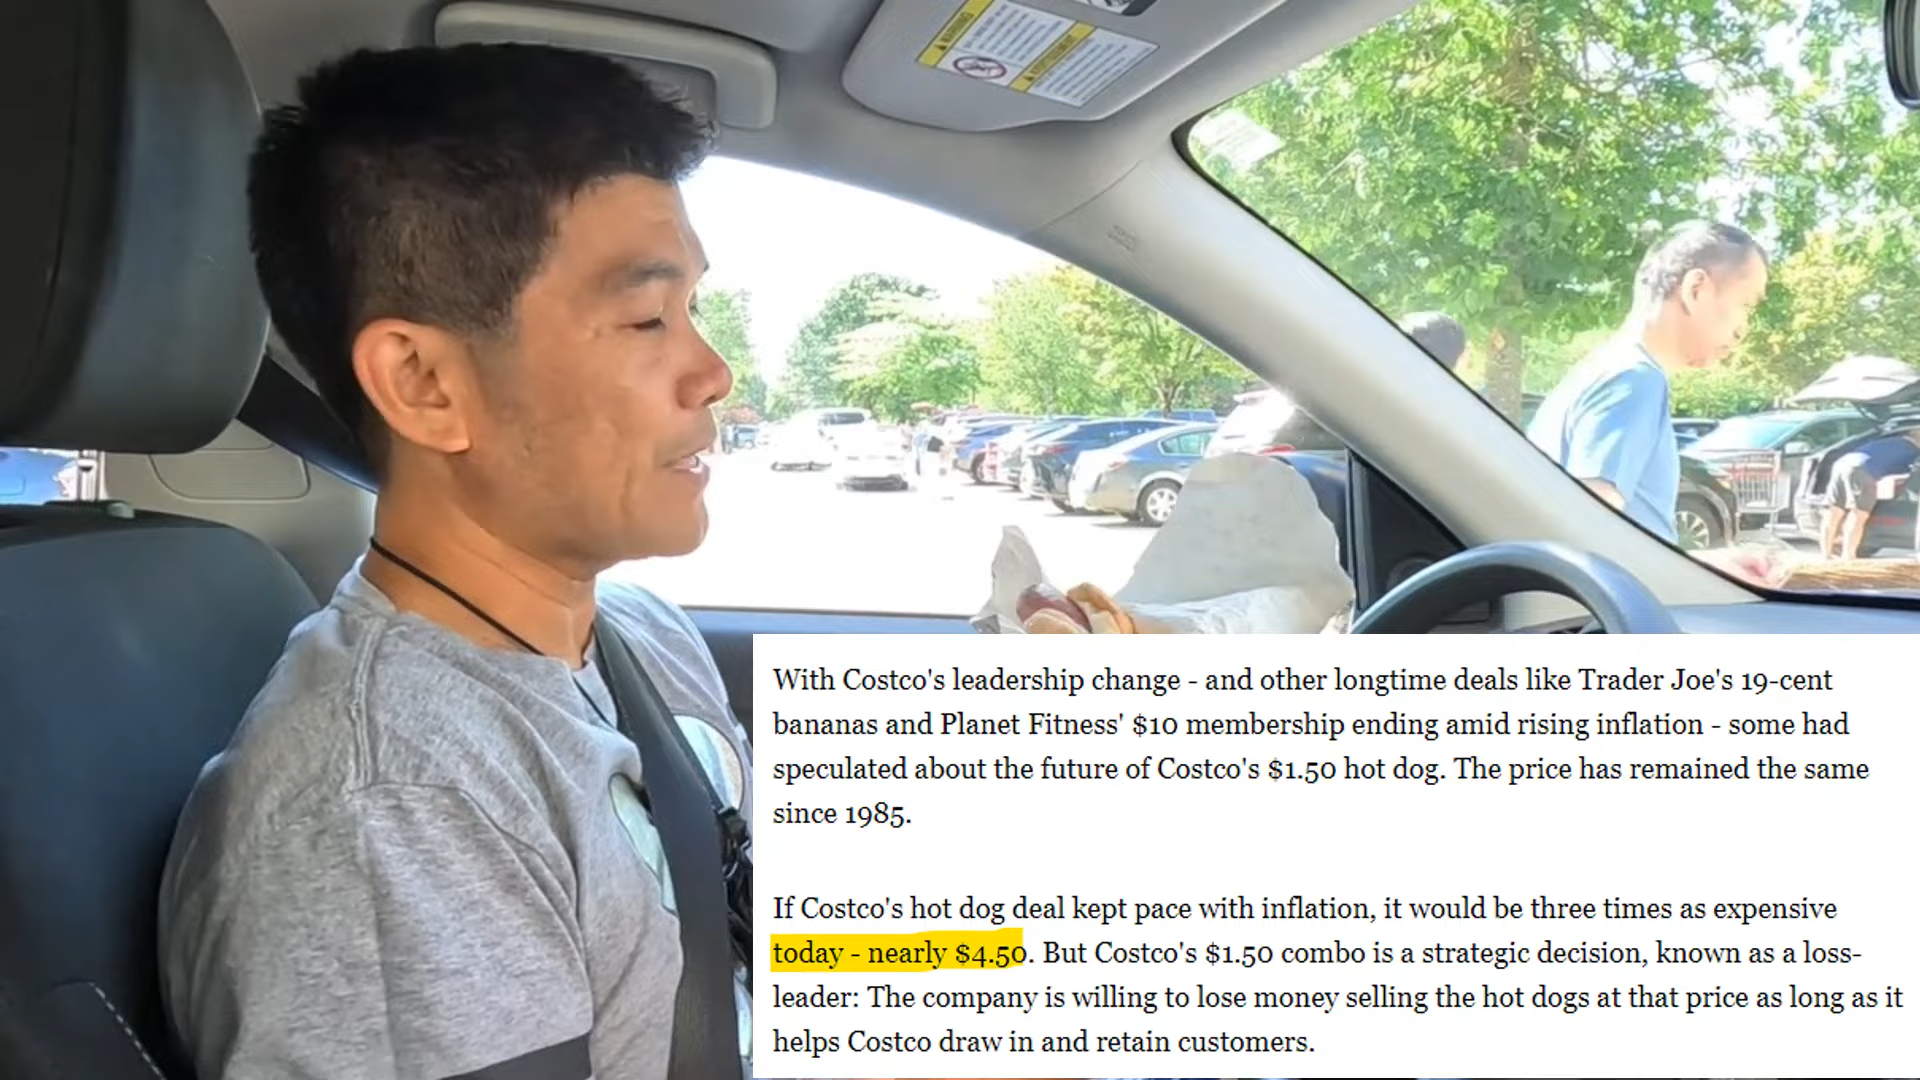 WARNING
With Costco's leadership change - and other longtime deals like Trader Joe's 19-cent
bananas and Planet Fitness' $10 membership ending amid rising inflation - some had
speculated about the future of Costco's $1.50 hot dog. The price has remained the same
since 1985.
If Costco's hot dog deal kept pace with inflation, it would be three times as expensive
today - nearly $4.50. But Costco's $1.50 combo is a strategic decision, known as a loss-
leader: The company is willing to lose money selling the hot dogs at that price as long as it
helps Costco draw in and retain customers.